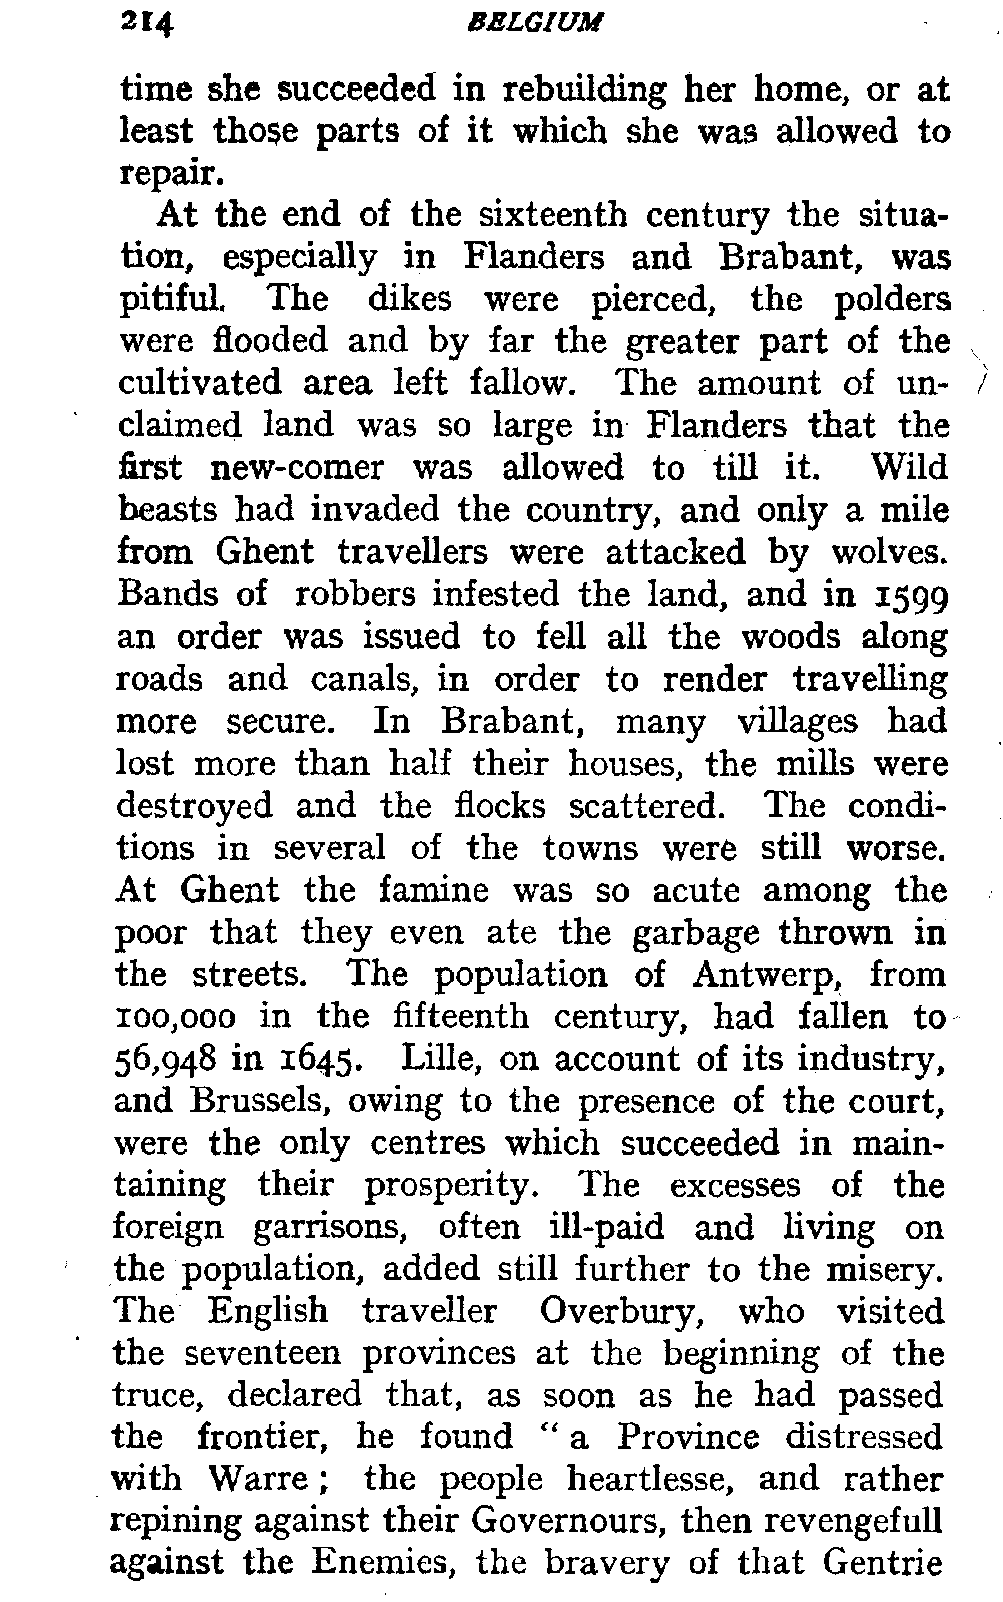 214 BELGIUM
time she succeeded in rebuilding her home, or at
least those parts of it which she was allowed to
repair.
At the end of the sixteenth century the situa-
tion, especially in Flanders and Brabant, was
pitiful. The dikes were pierced, the polders
were flooded and by far the greater part of the
cultivated area left fallow. The amount of un-
claimed land was so large in Flanders that the
first new-comer was allowed to till it. Wild
beasts had invaded the country, and only a mile
from Ghent travellers were attacked by wolves.
Bands of robbers infested the land, and in 1599
an order was issued to fell all the woods along
roads and canals, in order to render travelling
more secure. In Brabant, many villages had
lost more than half their houses, the mills were
destroyed and the flocks scattered. The condi-
tions in several of the towns were still worse.
At Ghent the famine was so acute among the
poor that they even ate the garbage thrown in
the streets. The population of Antwerp, from
100,000 in the fifteenth century, had fallen to
56,948 in 1645. Lille, on account of its industry,
and Brussels, owing to the presence of the court,
were the only centres which succeeded in main-
taining their prosperity. The excesses of the
foreign garrisons, often ill-paid and living on
the population, added still further to the misery.
The English traveller Overbury, who visited
the seventeen provinces at the beginning of the
truce, declared that, as soon as he had passed
the frontier, he found “a Province distressed
with Warre; the people heartlesse, and rather
repining against their Governours, then revengefull
against the Enemies, the bravery of that Gentrie